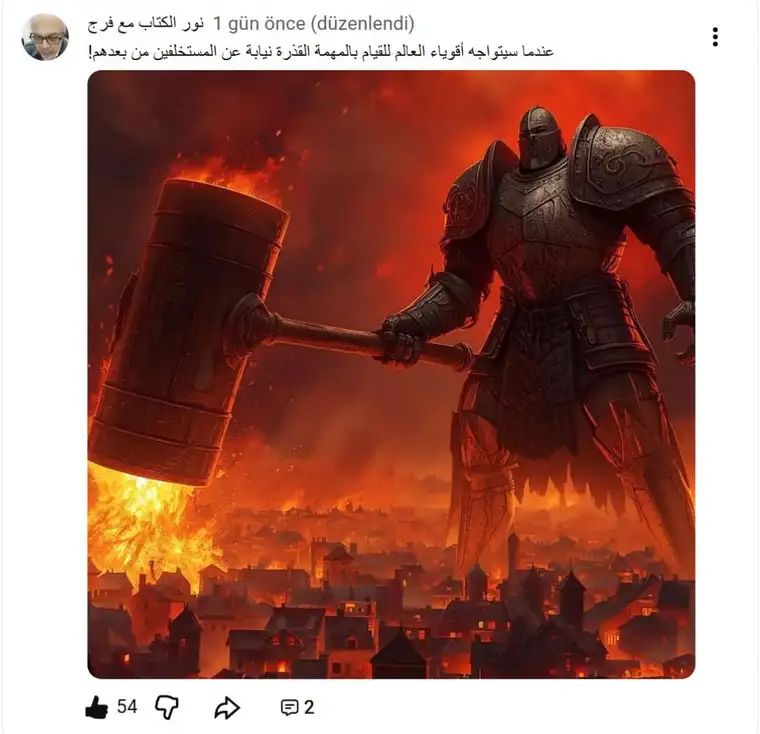 نور الكتاب مع فرج 1 gün önce (düzenlendi)
عندما سيتواجه أقوياء العالم للقيام بالمهمة القذرة نيابة عن المستخلفين من بعدهم!
54 2